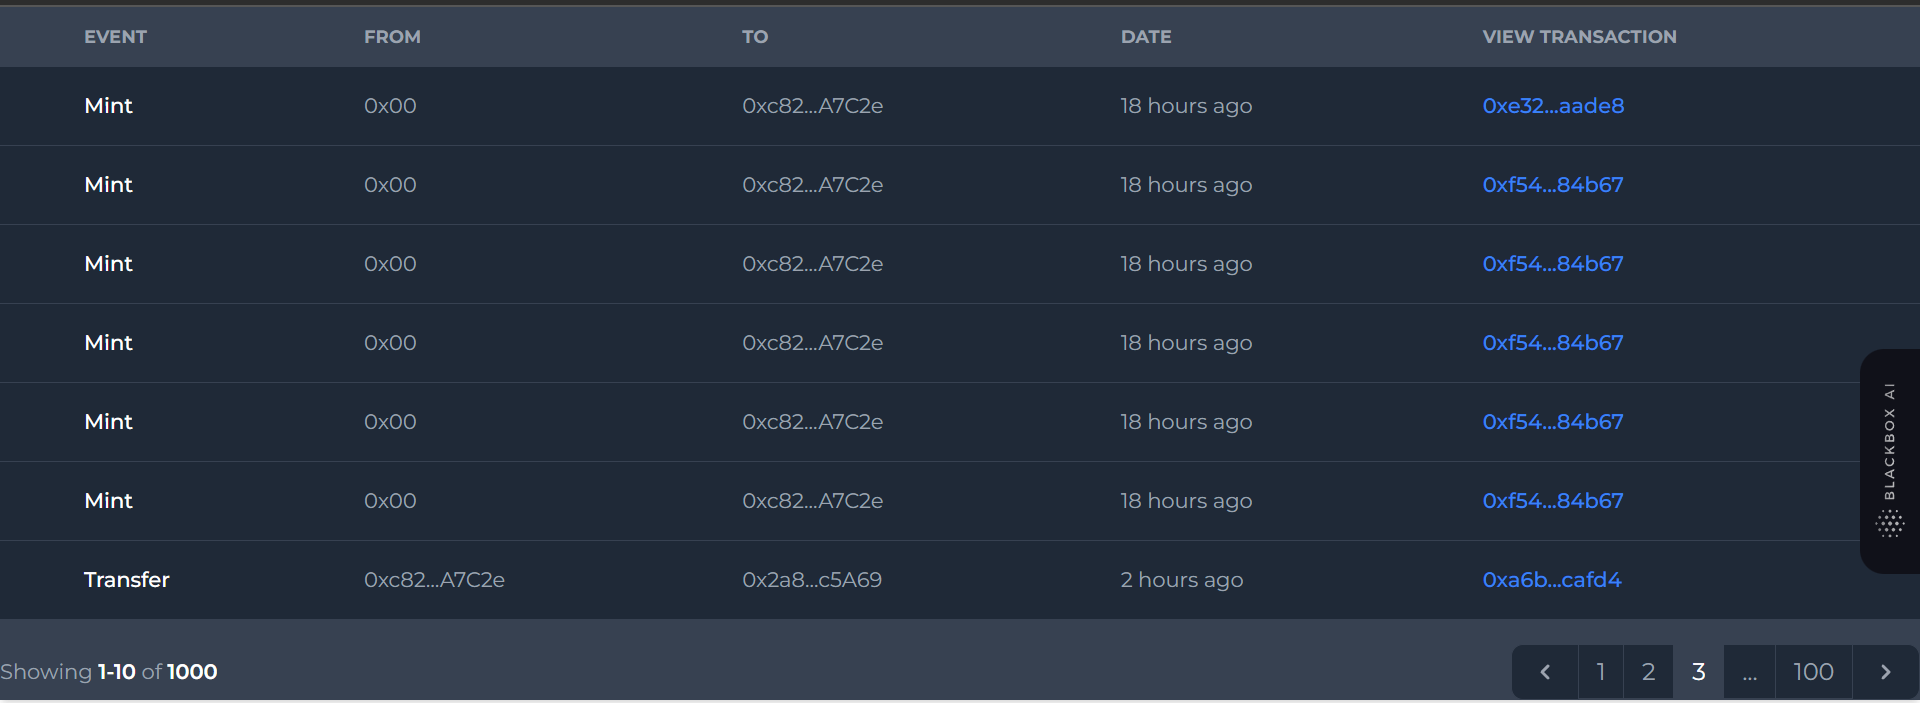 EVENT FROM TO DATE VIEW TRANSACTION
Mint 0x00 0xc82...A7C2e 18 hours ago 0xe32...aade8
Mint 0x00 0xc82...A7C2e 18 hours ago 0xf54...84b67
Mint 0x00 0xc82...A7C2e 18 hours ago 0xf54...84b67
Mint 0x00 0xc82...A7C2e 18 hours ago 0xf54...84b67
Mint 0x00 0xc82...A7C2e 18 hours ago 0xf54...84b67
Mint 0x00 0xc82...A7C2e 18 hours ago 0xf54...84b67
Transfer 0xc82...A7C2e 0x2a8...c5A69 2 hours ago 0xa6b...cafd4
BLACKBOX AI
Showing 1-10 of 1000 1 2 3 ... 100